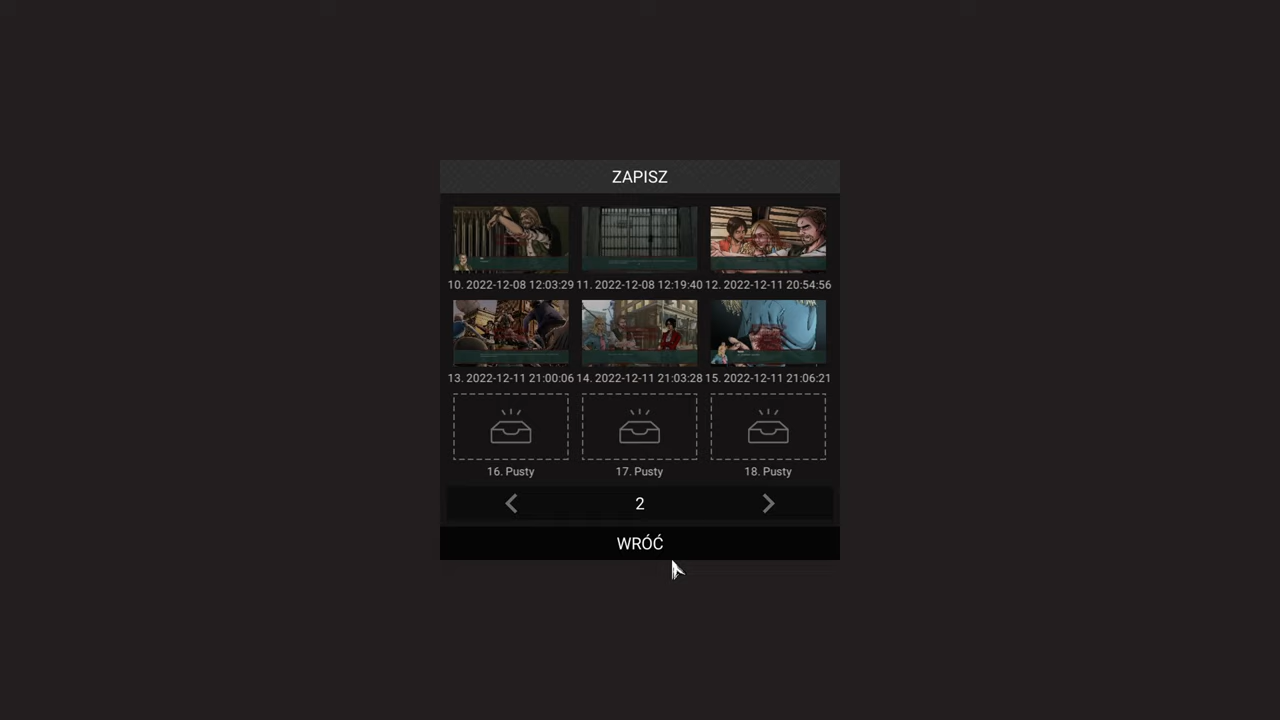 ZAPISZ
10. 2022-12-08 12:03:29 11. 2022-12-08 12:19:40 12. 2022-12-11 20:54:56
13. 2022-12-11 21:00:06 14. 2022-12-11 21:03:28 15. 2022-12-11 21:06:21
16. Pusty 17. Pusty 18. Pusty
2
WRÓĆ